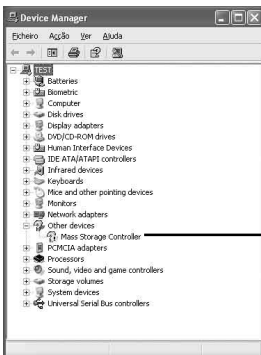 Device Manager
Ficheiro Acção Ver Ajuda
TEST
Batteries
Biometric
Computer
Disk drives
Display adapters
DVD/CD-ROM drives
Human Interface Devices
IDE ATA/ATAPI controllers
Infrared devices
Keyboards
Mice and other pointing devices
Monitors
Network adapters
Other devices
Mass Storage Controller
PCMCIA adapters
Processors
Sound, video and game controllers
Storage volumes
System devices
Universal Serial Bus controllers